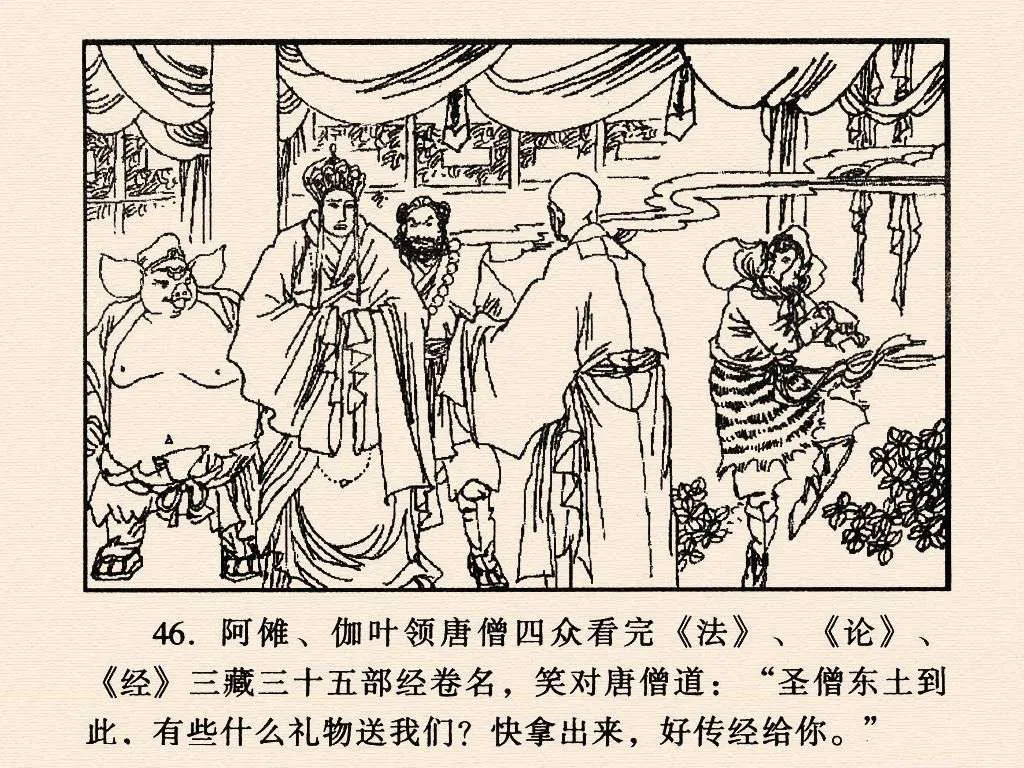 46. 阿傩、伽叶领唐僧四众看完《法》、《论》、
《经》三藏三十五部经卷名，笑对唐僧道：“圣僧东土到
此．有些什么礼物送我们？快拿出来，好传经给你。”